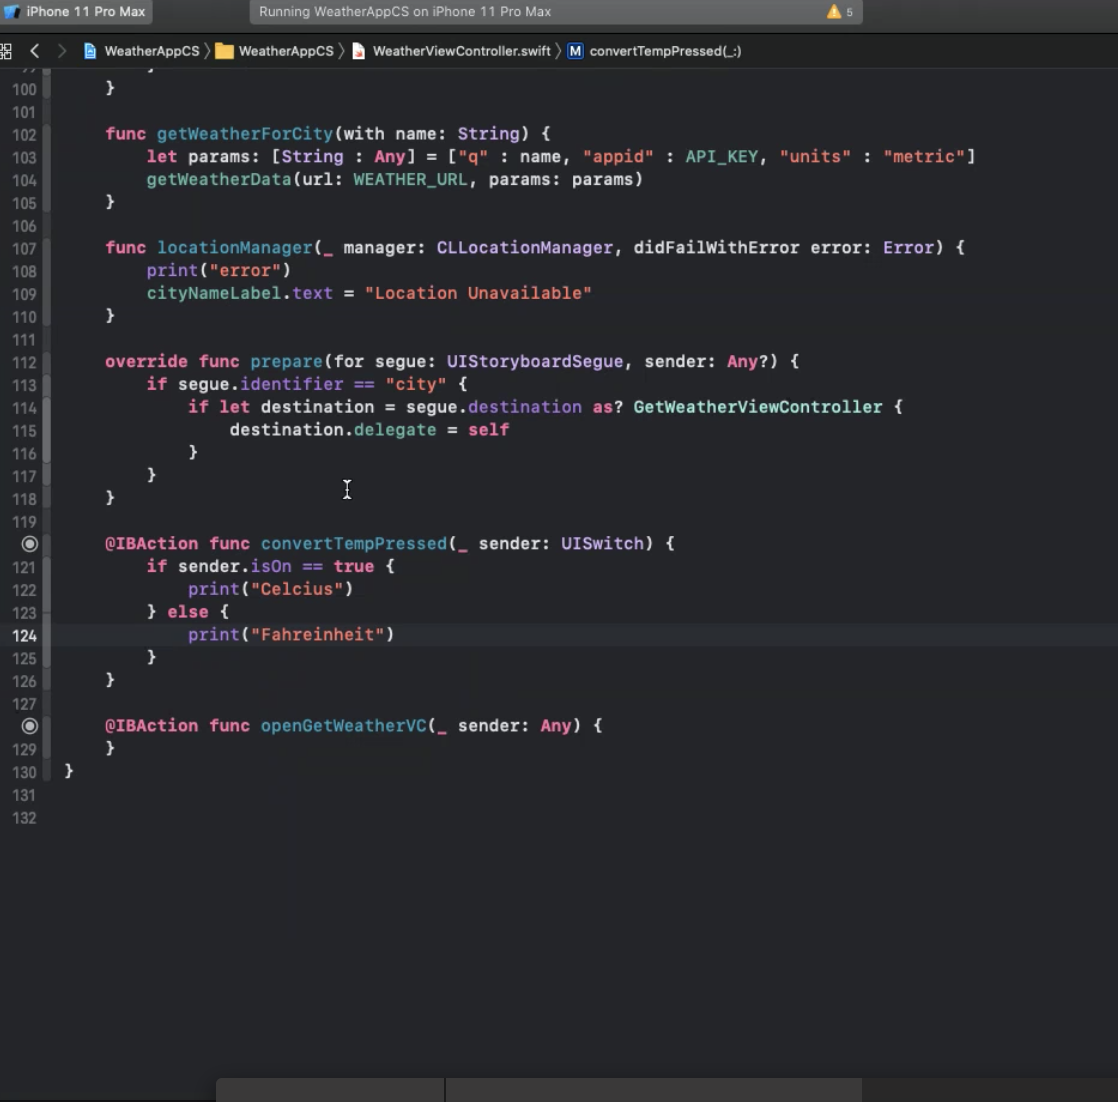 iPhone 11 Pro Max
Running WeatherAppCS on iPhone 11 Pro Max
5
WeatherAppCS WeatherAppCS WeatherViewController.swift M convertTempPressed(_:)
100 }
101
102 func getWeatherForCity(with name: String) {
103 let params: [String : Any] = ["q" : name, "appid" : API_KEY, "units" : "metric"]
104 getWeatherData(url: WEATHER_URL, params: params)
105 }
106
107 func locationManager(_ manager: CLLocationManager, didFailWithError error: Error) {
108 print("error")
109 cityNameLabel.text = "Location Unavailable"
110 }
111
112 override func prepare(for segue: UIStoryboardSegue, sender: Any?) {
113 if segue.identifier == "city" {
114 if let destination = segue.destination as? GetWeatherViewController {
115 destination.delegate = self
116 }
117 }
118 }
119
@IBAction func convertTempPressed(_ sender: UISwitch) {
121 if sender.isOn == true {
122 print("Celcius")
123 } else {
124 print("Fahreinheit")
125 }
126 }
127
@IBAction func openGetWeatherVC(_ sender: Any) {
129 }
130 }
131
132